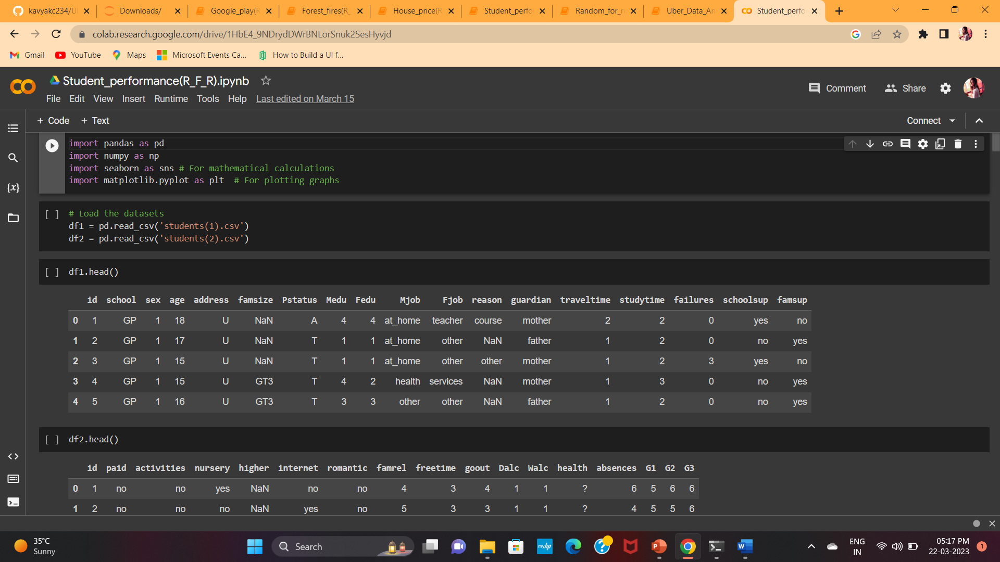 kavyakc234/U
Downloads/
Google_play(R
Forest_fires(R_
House_price(R
Student_perfo
Random_for_r
Uber_Data_An
Student_perfo
colab.research.google.com/drive/1HbE4_9NDrydDWrBNLorSnuk2SesHyvjd
Gmail YouTube Maps Microsoft Events Ca... How to Build a UI f...
Student_performance(R_F_R).ipynb
Comment Share
File Edit View Insert Runtime Tools Help Last edited on March 15
+ Code + Text Connect
import pandas as pd
import numpy as np
import seaborn as sns # For mathematical calculations
import matplotlib.pyplot as plt  # For plotting graphs
{x}
[ ] # Load the datasets
df1 = pd.read_csv('students(1).csv')
df2 = pd.read_csv('students(2).csv')
[ ] df1.head()
id school sex age address famsize Pstatus Medu Fedu Mjob Fjob reason guardian traveltime studytime failures schoolsup famsup
0 1 GP 1 18 U NaN A 4 4 at_home teacher course mother 2 2 0 yes no
1 2 GP 1 17 U NaN T 1 1 at_home other NaN father 1 2 0 no yes
2 3 GP 1 15 U NaN T 1 1 at_home other other mother 1 2 3 yes no
3 4 GP 1 15 U GT3 T 4 2 health services NaN mother 1 3 0 no yes
4 5 GP 1 16 U GT3 T 3 3 other other NaN father 1 2 0 no yes
[ ] df2.head()
id paid activities nursery higher internet romantic famrel freetime goout Dalc Walc health absences G1 G2 G3
0 1 no no yes NaN no no 4 3 4 1 1 ? 6 5 6 6
1 2 no no no NaN yes no 5 3 3 1 1 ? 4 5 5 6
35°C
Sunny
Search
myhp
ENG
IN
05:17 PM
22-03-2023
1